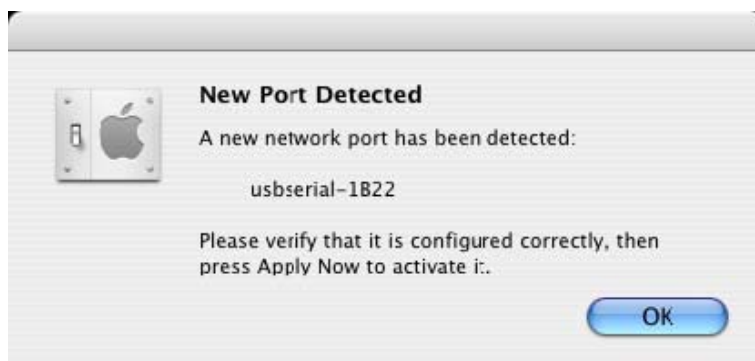 New Port Detected
A new network port has been detected:
usbserial-1B22
Please verify that it is configured correctly, then
press Apply Now to activate it.
OK